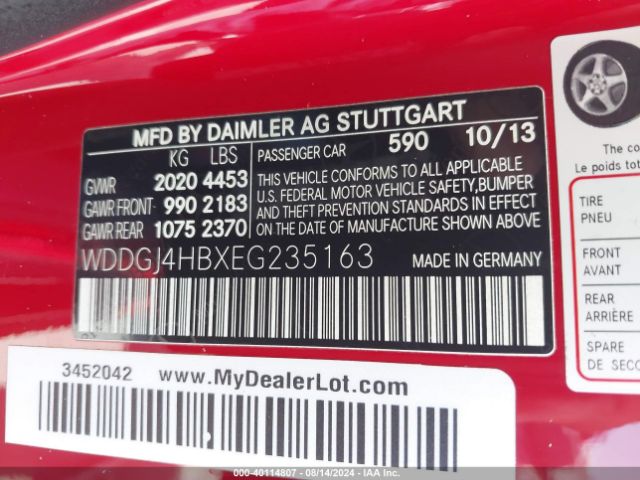 MFD BY DAIMLER AG STUTTGART
KG LBS
PASSENGER CAR 590 10/13
GVWR 2020 4453
GAWR FRONT 990 2183
GAWR REAR 1075 2370
THIS VEHICLE CONFORMS TO ALL APPLICABLE
U.S. FEDERAL MOTOR VEHICLE SAFETY, BUMPER
AND THEFT PREVENTION STANDARDS IN EFFECT
ON THE DATE OF MANUFACTURE SHOWN ABOVE.
WDDGJ4HBXEG235163
MADE IN GERMANY
3452042
www.MyDealerLot.com
The co
Le poids tot
TIRE
PNEU
FRONT
AVANT
REAR
ARRIÈRE
SPARE
DE SECO
000-40114807 - 08/14/2024 - IAA Inc.